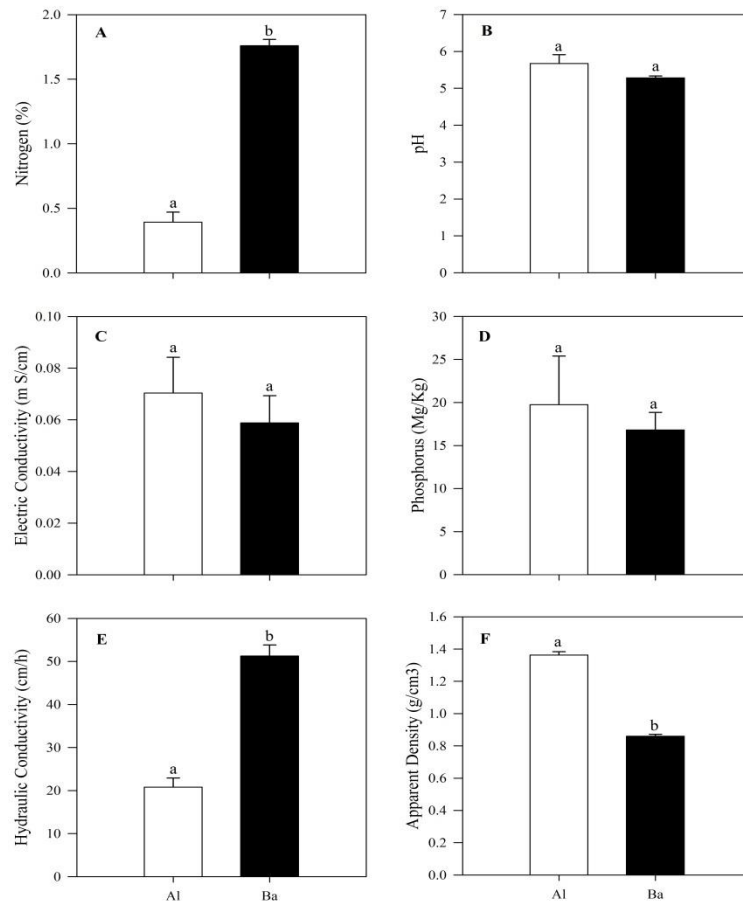 A
Nitrogen (%)
2.0
1.5
1.0
0.5
0.0
a
b
B
pH
7
6
5
4
3
2
1
0
a
a
C
Electric Conductivity (m S/cm)
0.10
0.08
0.06
0.04
0.02
0.00
a
a
D
Phosphorus (Mg/Kg)
30
25
20
15
10
5
0
a
a
E
Hydraulic Conductivity (cm/h)
60
50
40
30
20
10
0
a
b
Al
Ba
F
Apparent Density (g/cm3)
1.6
1.4
1.2
1.0
0.8
0.6
0.4
0.2
0.0
a
b
Al
Ba